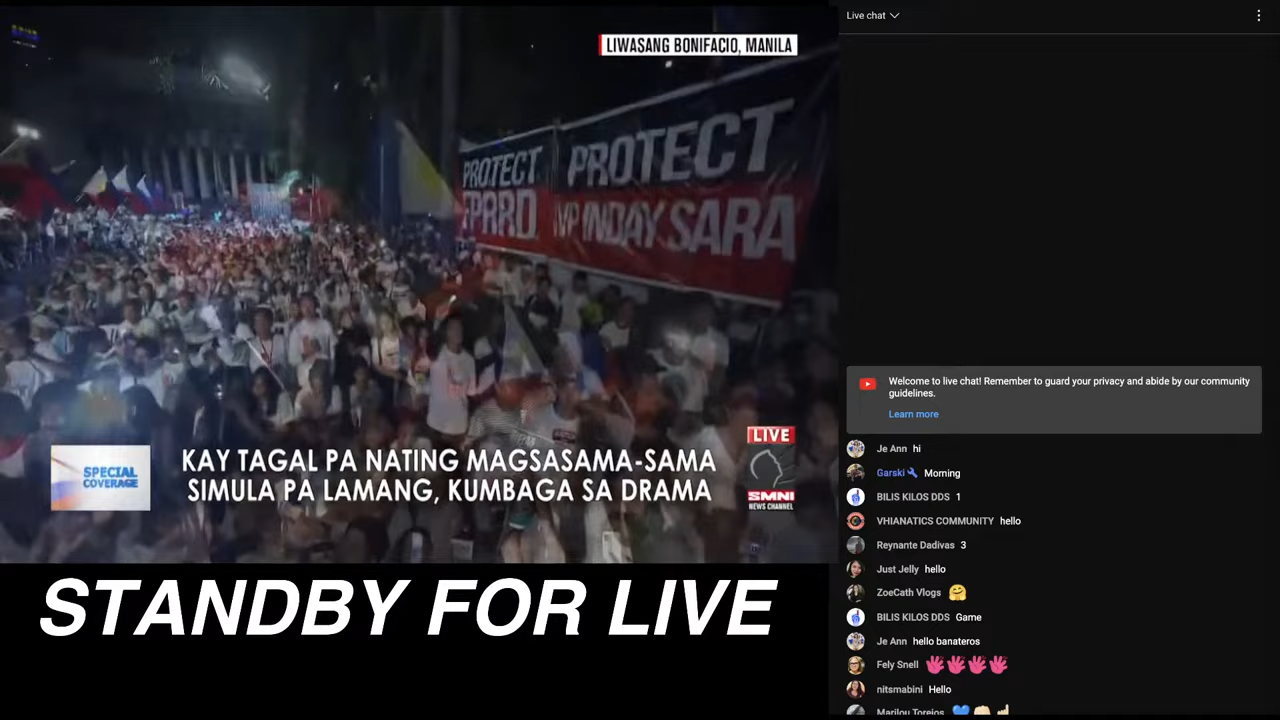 LIWASANG BONIFACIO, MANILA
PROTECT
FPRRD
PROTECT
VP INDAY SARA
LIVE
SPECIAL
COVERAGE
KAY TAGAL PA NATING MAGSASAMA-SAMA
SIMULA PA LAMANG, KUMBAGA SA DRAMA
SMNI
NEWS CHANNEL
STANDBY FOR LIVE
Live chat
Welcome to live chat! Remember to guard your privacy and abide by our community
guidelines.
Learn more
Je Ann hi
Garski🔧 Morning
BILIS KILOS DDS 1
VHIANATICS COMMUNITY hello
Reynante Dadivas 3
Just Jelly hello
ZoeCath Vlogs 🤗
BILIS KILOS DDS Game
Je Ann hello banateros
Fely Snell
nitsmabini Hello
Marilou Torejos